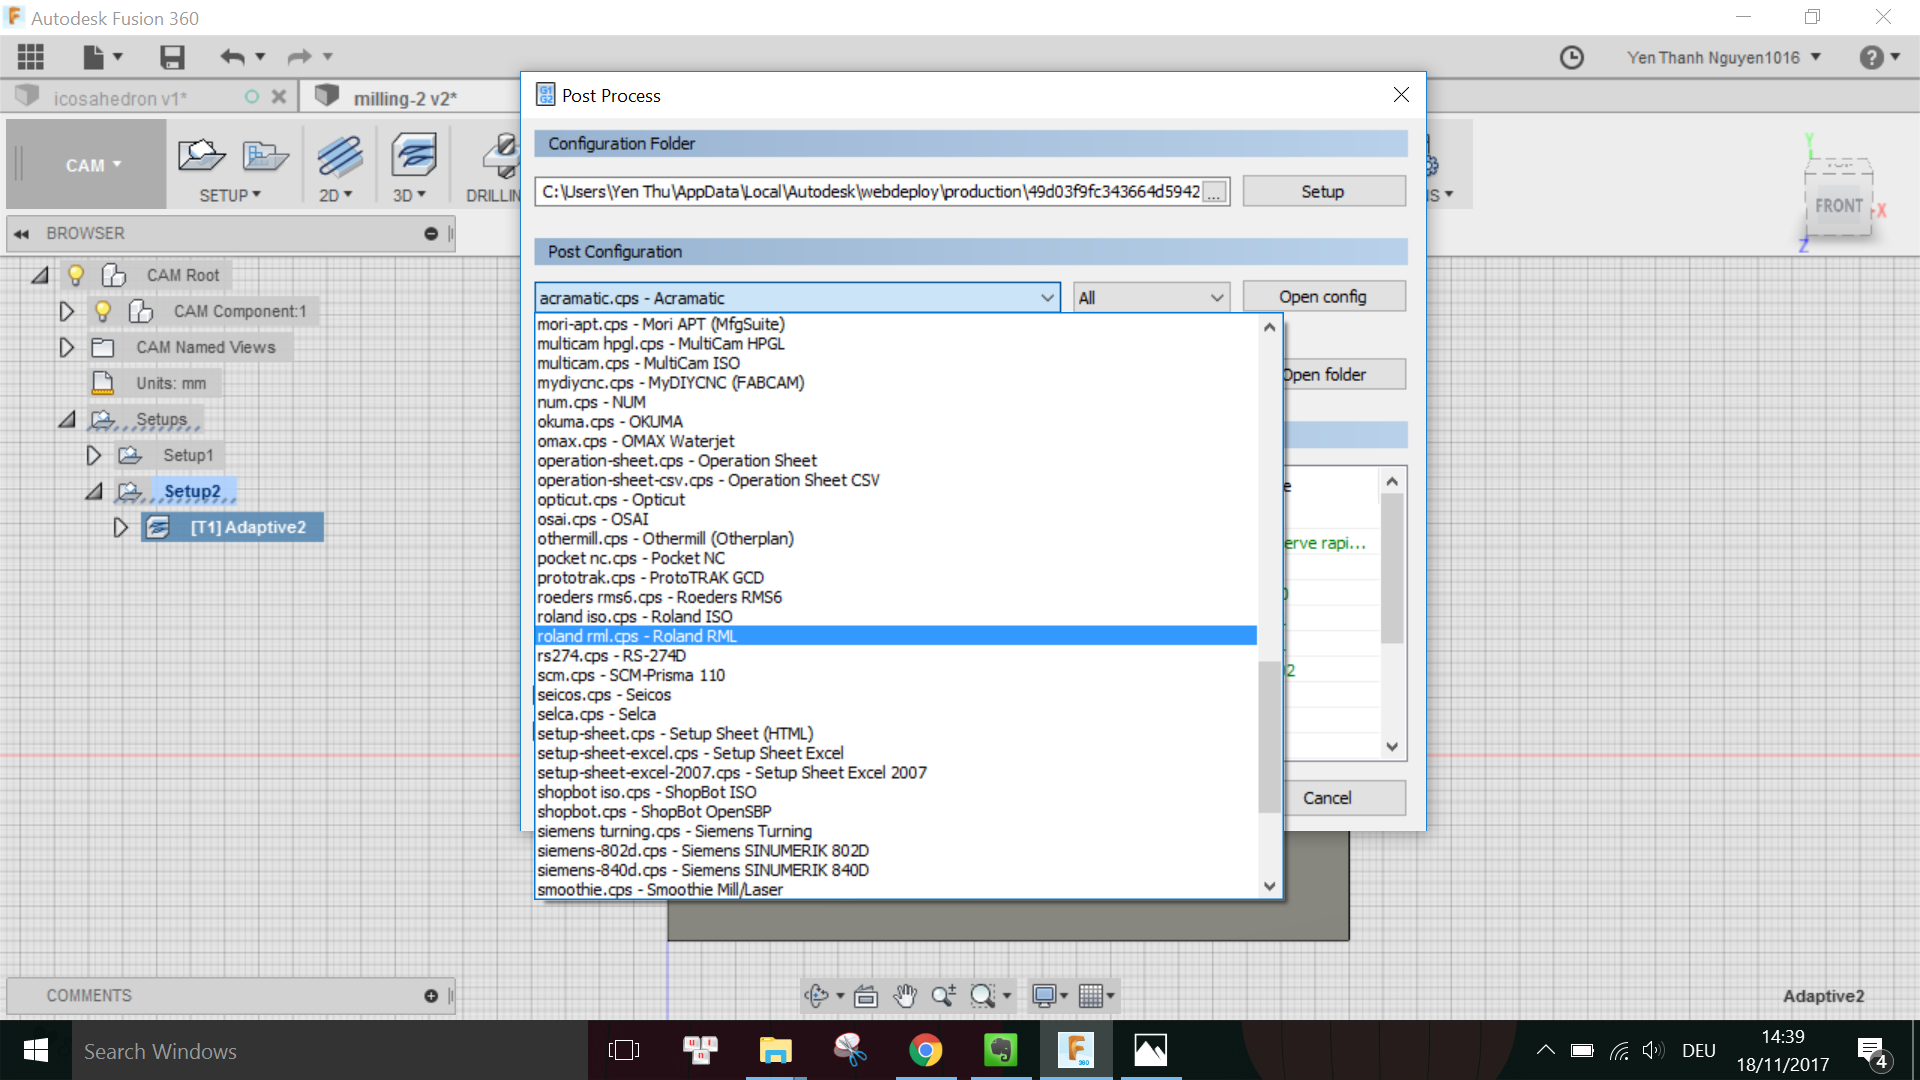 Autodesk Fusion 360
Yen Thanh Nguyen1016
icosahedron v1*
milling-2 v2*
CAM
SETUP
2D
3D
DRILLIN
BROWSER
CAM Root
CAM Component:1
CAM Named Views
Units: mm
Setups
Setup1
Setup2
[T1] Adaptive2
Post Process
Configuration Folder
C:\Users\Yen Thu\AppData\Local\Autodesk\webdeploy\production\49d03f9fc343664d5942
...
Setup
Post Configuration
acramatic.cps - Acramatic
All
Open config
mori-apt.cps - Mori APT (MfgSuite)
multicam hpgl.cps - MultiCam HPGL
multicam.cps - MultiCam ISO
mydiycnc.cps - MyDIYCNC (FABCAM)
num.cps - NUM
okuma.cps - OKUMA
omax.cps - OMAX Waterjet
operation-sheet.cps - Operation Sheet
operation-sheet-csv.cps - Operation Sheet CSV
opticut.cps - Opticut
osai.cps - OSAI
othermill.cps - Othermill (Otherplan)
pocket nc.cps - Pocket NC
prototrak.cps - ProtoTRAK GCD
roeders rms6.cps - Roeders RMS6
roland iso.cps - Roland ISO
roland rml.cps - Roland RML
rs274.cps - RS-274D
scm.cps - SCM-Prisma 110
seicos.cps - Seicos
selca.cps - Selca
setup-sheet.cps - Setup Sheet (HTML)
setup-sheet-excel.cps - Setup Sheet Excel
setup-sheet-excel-2007.cps - Setup Sheet Excel 2007
shopbot iso.cps - ShopBot ISO
shopbot.cps - ShopBot OpenSBP
siemens turning.cps - Siemens Turning
siemens-802d.cps - Siemens SINUMERIK 802D
siemens-840d.cps - Siemens SINUMERIK 840D
smoothie.cps - Smoothie Mill/Laser
Open folder
erve rapi...
Cancel
Y
TOP
FRONT
X
Z
COMMENTS
Adaptive2
Search Windows
DEU
14:39
18/11/2017
4